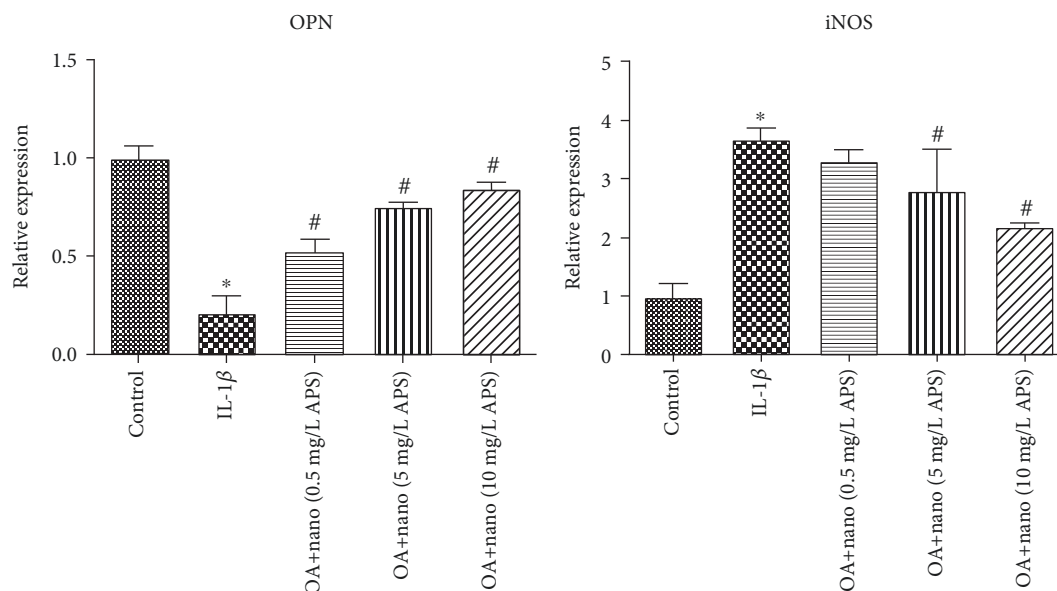 OPN
Relative expression
1.5
1.0
0.5
0.0
*
#
#
#
Control
IL-1β
OA+nano (0.5 mg/L APS)
OA+nano (5 mg/L APS)
OA+nano (10 mg/L APS)
iNOS
Relative expression
5
4
3
2
1
0
*
#
#
Control
IL-1β
OA+nano (0.5 mg/L APS)
OA+nano (5 mg/L APS)
OA+nano (10 mg/L APS)